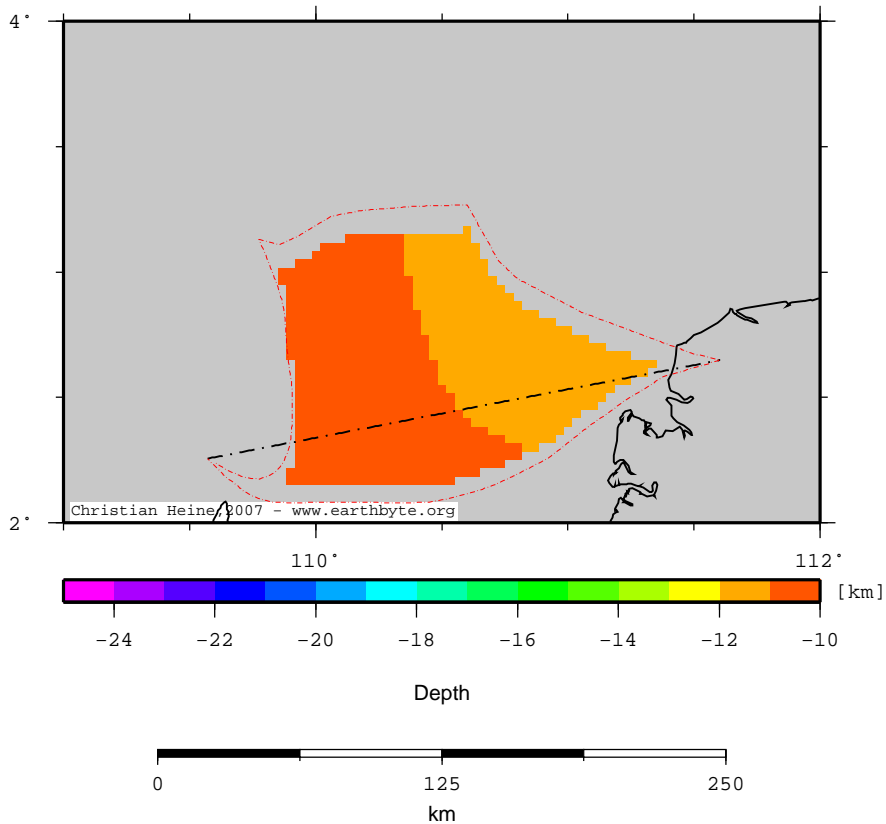 4°
2°
Christian Heine, 2007 - www.earthbyte.org
110° 112°
[km]
-24 -22 -20 -18 -16 -14 -12 -10
Depth
0 125 250
km